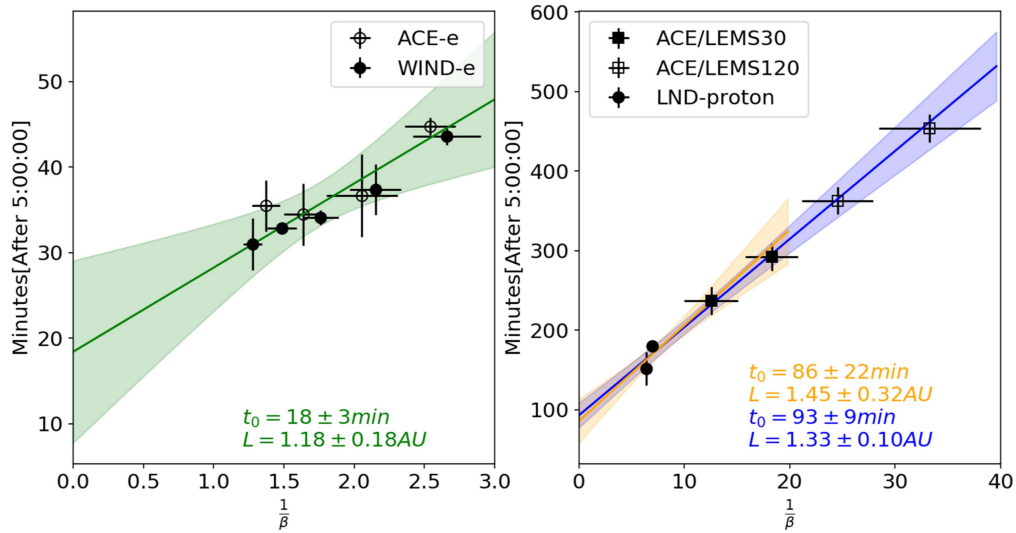 ACE-e
WIND-e
Minutes[After 5:00:00]
50
40
30
20
10
t₀ = 18 ± 3min
L = 1.18 ± 0.18AU
0.0 0.5 1.0 1.5 2.0 2.5 3.0
1/β
ACE/LEMS30
ACE/LEMS120
LND-proton
Minutes[After 5:00:00]
600
500
400
300
200
100
t₀ = 86 ± 22min
L = 1.45 ± 0.32AU
t₀ = 93 ± 9min
L = 1.33 ± 0.10AU
0 10 20 30 40
1/β